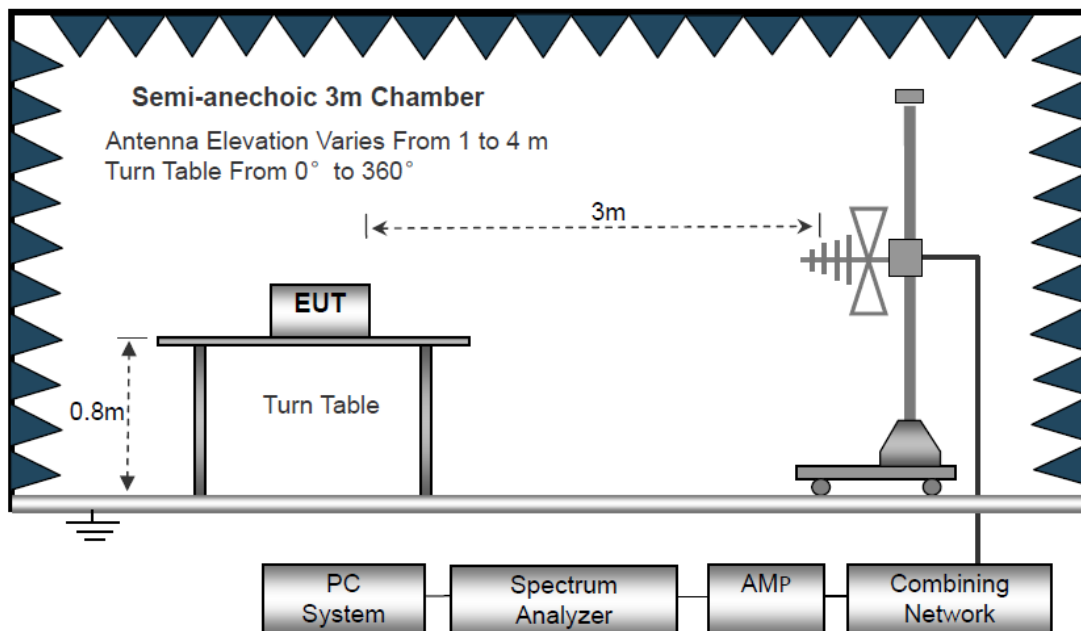 Semi-anechoic 3m Chamber
Antenna Elevation Varies From 1 to 4 m
Turn Table From 0° to 360°
3m
EUT
0.8m
Turn Table
PC
System
Spectrum
Analyzer
AMP
Combining
Network